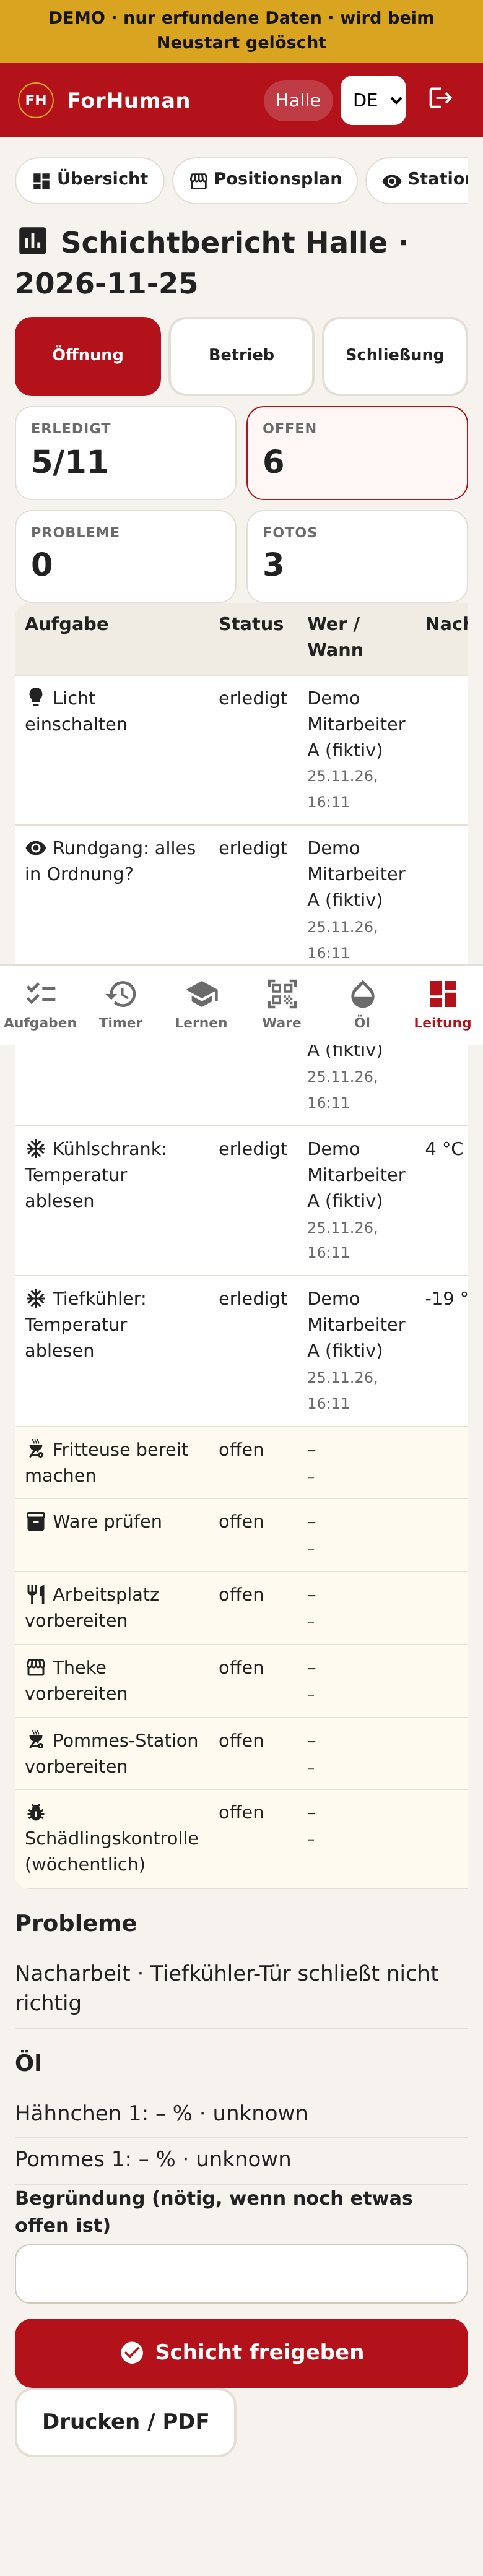 DEMO · nur erfundene Daten · wird beim
Neustart gelöscht
FH ForHuman Halle DE
Übersicht Positionsplan
Schichtbericht Halle ·
2026-11-25
Öffnung Betrieb Schließung
ERLEDIGT OFFEN
5/11 6
PROBLEME FOTOS
0 3
Aufgabe Status Wer /
Wann
Licht erledigt Demo
einschalten Mitarbeiter
A (fiktiv)
25.11.26,
16:11
Rundgang: alles erledigt Demo
in Ordnung? Mitarbeiter
A (fiktiv)
25.11.26,
16:11
Aufgaben Timer Lernen Ware Öl Leitung
A (fiktiv)
25.11.26,
16:11
Kühlschrank: erledigt Demo 4 °C
Temperatur Mitarbeiter
ablesen A (fiktiv)
25.11.26,
16:11
Tiefkühler: erledigt Demo -19 °
Temperatur Mitarbeiter
ablesen A (fiktiv)
25.11.26,
16:11
Fritteuse bereit offen –
machen –
Ware prüfen offen –
–
Arbeitsplatz offen –
vorbereiten –
Theke offen –
vorbereiten –
Pommes-Station offen –
vorbereiten –
offen –
Schädlingskontrolle –
(wöchentlich)
Probleme
Nacharbeit · Tiefkühler-Tür schließt nicht
richtig
Öl
Hähnchen 1: – % · unknown
Pommes 1: – % · unknown
Begründung (nötig, wenn noch etwas
offen ist)
Schicht freigeben
Drucken / PDF